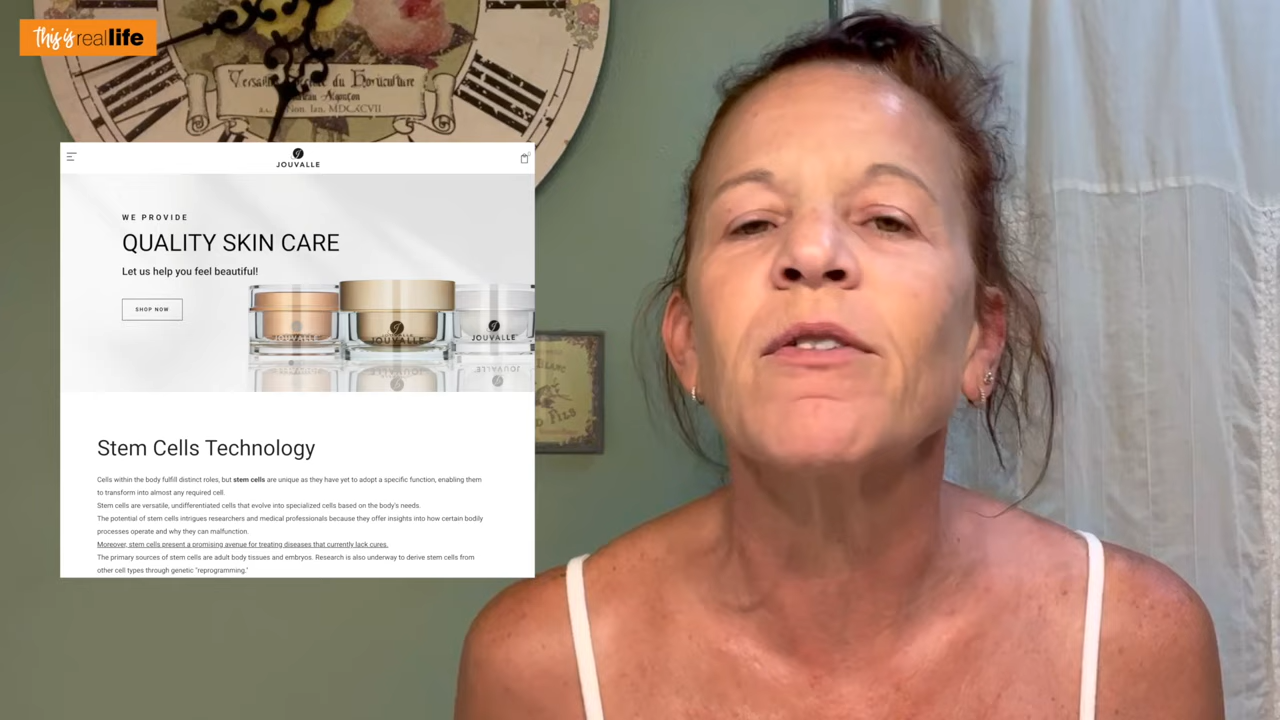 this is real life
Versailles du Horticulture
MDCXCVII
JOUVALLE
WE PROVIDE
QUALITY SKIN CARE
Let us help you feel beautiful!
SHOP NOW
JOUVALLE
JOUVALLE
JOUVALLE
Stem Cells Technology
Cells within the body fulfill distinct roles, but stem cells are unique as they have yet to adopt a specific function, enabling them
to transform into almost any required cell.
Stem cells are versatile, undifferentiated cells that evolve into specialized cells based on the body's needs.
The potential of stem cells intrigues researchers and medical professionals because they offer insights into how certain bodily
processes operate and why they can malfunction.
Moreover, stem cells present a promising avenue for treating diseases that currently lack cures.
The primary sources of stem cells are adult body tissues and embryos. Research is also underway to derive stem cells from
other cell types through genetic "reprogramming."